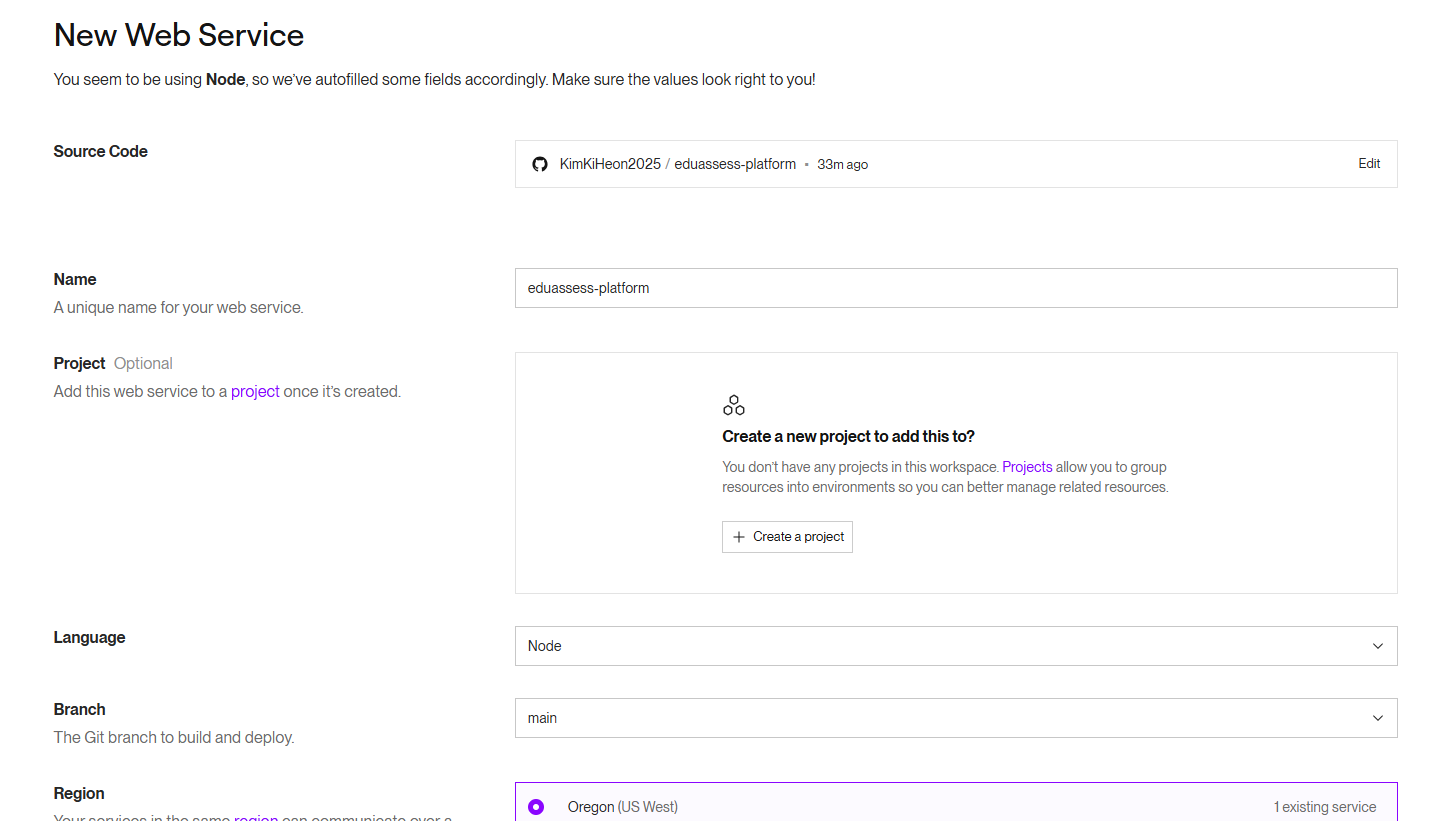 New Web Service
You seem to be using Node, so we've autofilled some fields accordingly. Make sure the values look right to you!
Source Code
KimKiHeon2025 / eduassess-platform • 33m ago
Edit
Name
A unique name for your web service.
eduassess-platform
Project Optional
Add this web service to a project once it's created.
Create a new project to add this to?
You don't have any projects in this workspace. Projects allow you to group
resources into environments so you can better manage related resources.
+ Create a project
Language
Node
Branch
The Git branch to build and deploy.
main
Region
Your services in the same region can communicate over a
Oregon (US West)
1 existing service